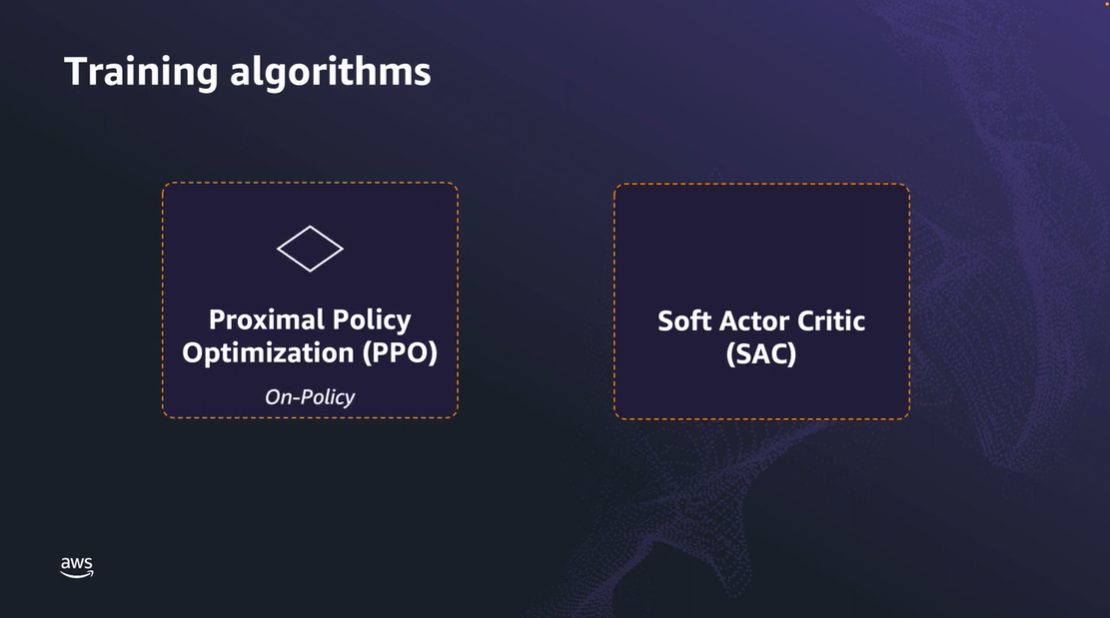 Training algorithms
Proximal Policy
Optimization (PPO)
On-Policy
Soft Actor Critic
(SAC)
aws